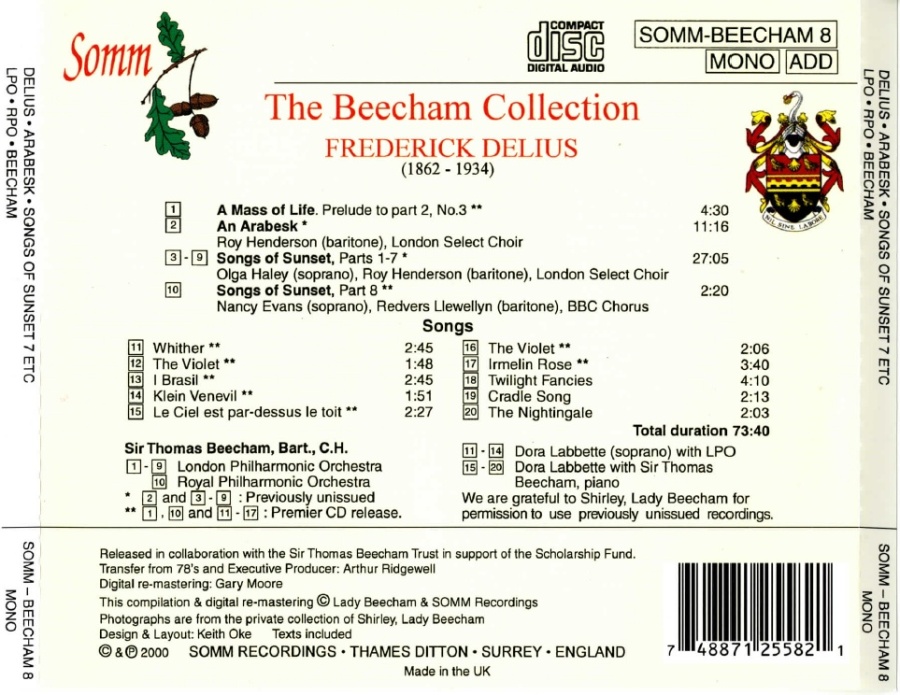 Somm
COMPACT
disc
DIGITAL AUDIO
SOMM-BEECHAM 8
MONO ADD
The Beecham Collection
FREDERICK DELIUS
(1862 - 1934)
NIL SINE LABORE
1 A Mass of Life. Prelude to part 2, No.3 ** 4:30
2 An Arabesk * 11:16
Roy Henderson (baritone), London Select Choir
3 - 9 Songs of Sunset, Parts 1-7 * 27:05
Olga Haley (soprano), Roy Henderson (baritone), London Select Choir
10 Songs of Sunset, Part 8 ** 2:20
Nancy Evans (soprano), Redvers Llewellyn (baritone), BBC Chorus
Songs
11 Whither ** 2:45
12 The Violet ** 1:48
13 I Brasil ** 2:45
14 Klein Venevil ** 1:51
15 Le Ciel est par-dessus le toit ** 2:27
16 The Violet ** 2:06
17 Irmelin Rose ** 3:40
18 Twilight Fancies 4:10
19 Cradle Song 2:13
20 The Nightingale 2:03
Total duration 73:40
Sir Thomas Beecham, Bart., C.H.
1 - 9 London Philharmonic Orchestra
10 Royal Philharmonic Orchestra
* 2 and 3 - 9 : Previously unissued
** 1 , 10 and 11 - 17 : Premier CD release.
11 - 14 Dora Labbette (soprano) with LPO
15 - 20 Dora Labbette with Sir Thomas
Beecham, piano
We are grateful to Shirley, Lady Beecham for
permission to use previously unissued recordings.
Released in collaboration with the Sir Thomas Beecham Trust in support of the Scholarship Fund.
Transfer from 78's and Executive Producer: Arthur Ridgewell
Digital re-mastering: Gary Moore
This compilation & digital re-mastering © Lady Beecham & SOMM Recordings
Photographs are from the private collection of Shirley, Lady Beecham
Design & Layout: Keith Oke Texts included
© & ℗ 2000 SOMM RECORDINGS • THAMES DITTON • SURREY • ENGLAND
Made in the UK
7 48871 25582 1
DELIUS • ARABESK • SONGS OF SUNSET 7 ETC
LPO • RPO • BEECHAM
SOMM – BEECHAM 8
MONO
DELIUS • ARABESK • SONGS OF SUNSET 7 ETC
LPO • RPO • BEECHAM
SOMM – BEECHAM 8
MONO